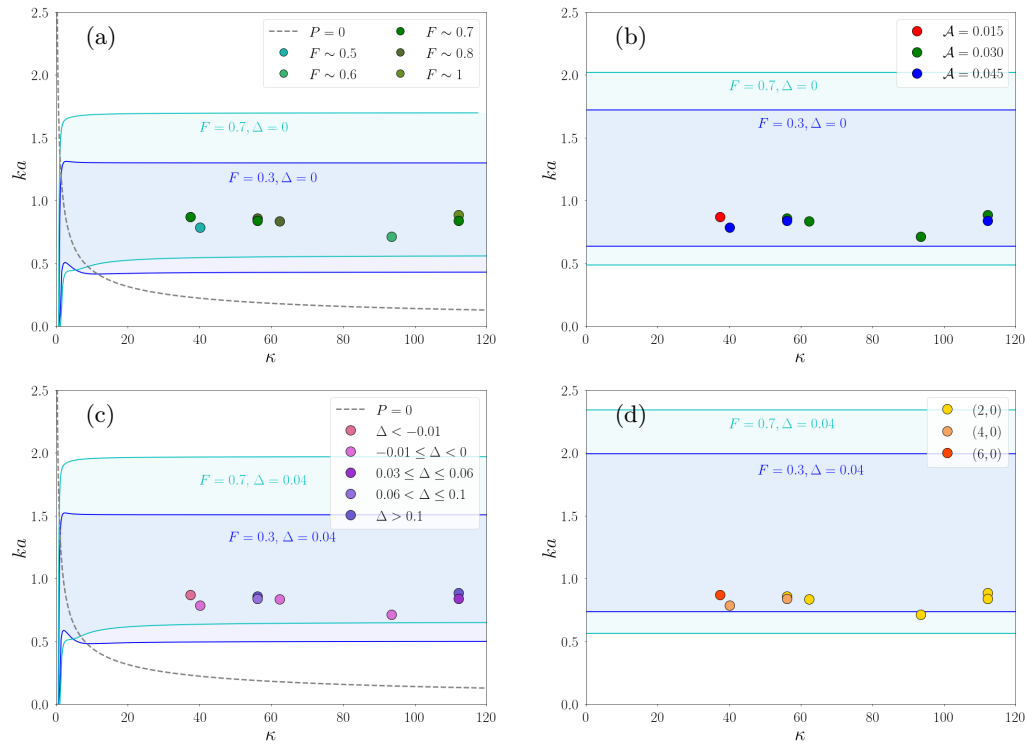 (a)
P = 0
F ∼ 0.5
F ∼ 0.6
F ∼ 0.7
F ∼ 0.8
F ∼ 1
F = 0.7, Δ = 0
F = 0.3, Δ = 0
2.5
2.0
1.5
1.0
0.5
0.0
ka
0 20 40 60 80 100 120
κ
(b)
𝒜 = 0.015
𝒜 = 0.030
𝒜 = 0.045
F = 0.7, Δ = 0
F = 0.3, Δ = 0
2.5
2.0
1.5
1.0
0.5
0.0
ka
0 20 40 60 80 100 120
κ
(c)
P = 0
Δ < −0.01
−0.01 ≤ Δ < 0
0.03 ≤ Δ ≤ 0.06
0.06 < Δ ≤ 0.1
Δ > 0.1
F = 0.7, Δ = 0.04
F = 0.3, Δ = 0.04
2.5
2.0
1.5
1.0
0.5
0.0
ka
0 20 40 60 80 100 120
κ
(d)
(2, 0)
(4, 0)
(6, 0)
F = 0.7, Δ = 0.04
F = 0.3, Δ = 0.04
2.5
2.0
1.5
1.0
0.5
0.0
ka
0 20 40 60 80 100 120
κ